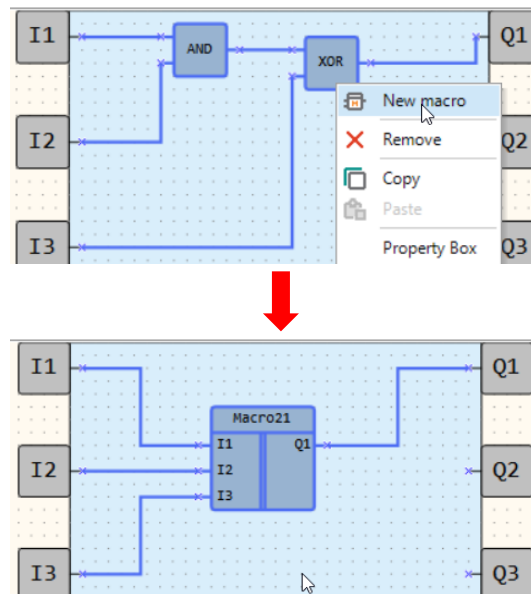 I1
AND
XOR
Q1
New macro
I2
Remove
Q2
Copy
Paste
I3
Property Box
Q3
I1
Q1
Macro21
I1
Q1
I2
I2
Q2
I3
I3
Q3